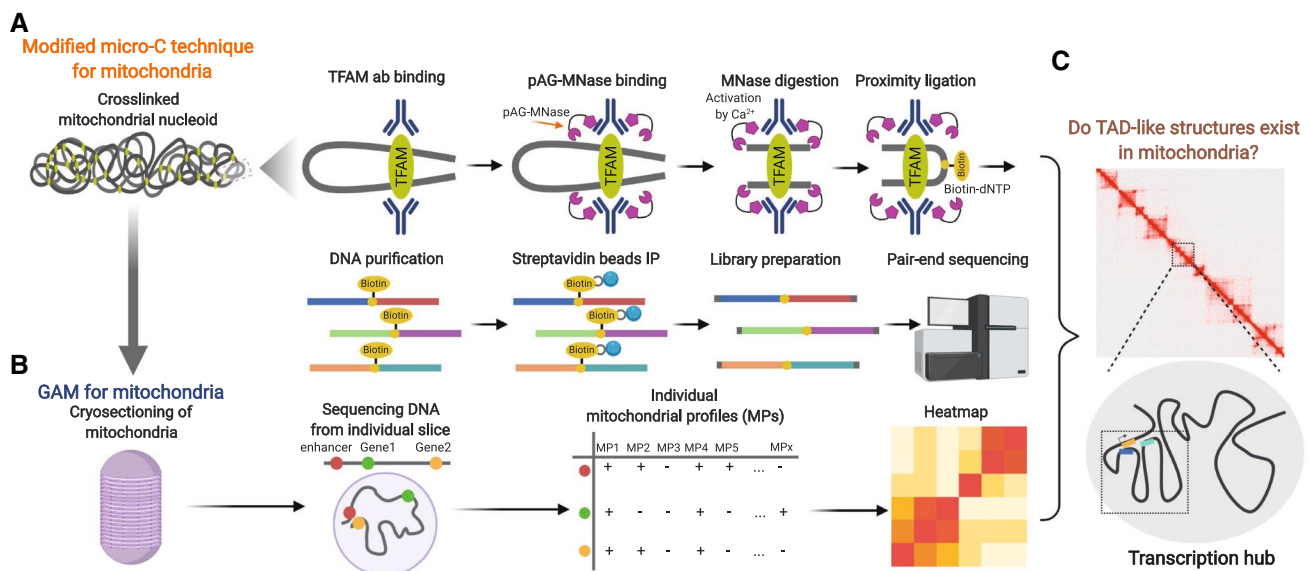 A
Modified micro-C technique
for mitochondria
Crosslinked
mitochondrial nucleoid
TFAM ab binding
TFAM
pAG-MNase binding
pAG-MNase
TFAM
MNase digestion
Activation
by Ca²⁺
TFAM
Proximity ligation
TFAM
Biotin
Biotin-dNTP
DNA purification
Biotin
Biotin
Biotin
Streptavidin beads IP
Biotin
Biotin
Biotin
Library preparation
Pair-end sequencing
B
GAM for mitochondria
Cryosectioning of
mitochondria
Sequencing DNA
from individual slice
enhancer Gene1 Gene2
Individual
mitochondrial profiles (MPs)
MP1 MP2 MP3 MP4 MP5 MPx
+ + - + + ... -
+ - - + - ... +
+ + - + - ... -
Heatmap
C
Do TAD-like structures exist
in mitochondria?
Transcription hub